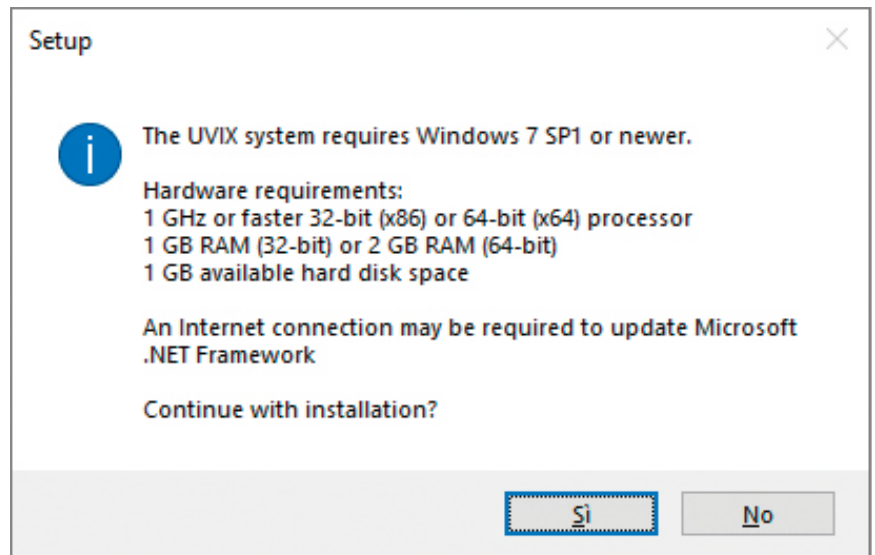 Setup
The UVIX system requires Windows 7 SP1 or newer.
Hardware requirements:
1 GHz or faster 32-bit (x86) or 64-bit (x64) processor
1 GB RAM (32-bit) or 2 GB RAM (64-bit)
1 GB available hard disk space
An Internet connection may be required to update Microsoft
.NET Framework
Continue with installation?
Sì
No